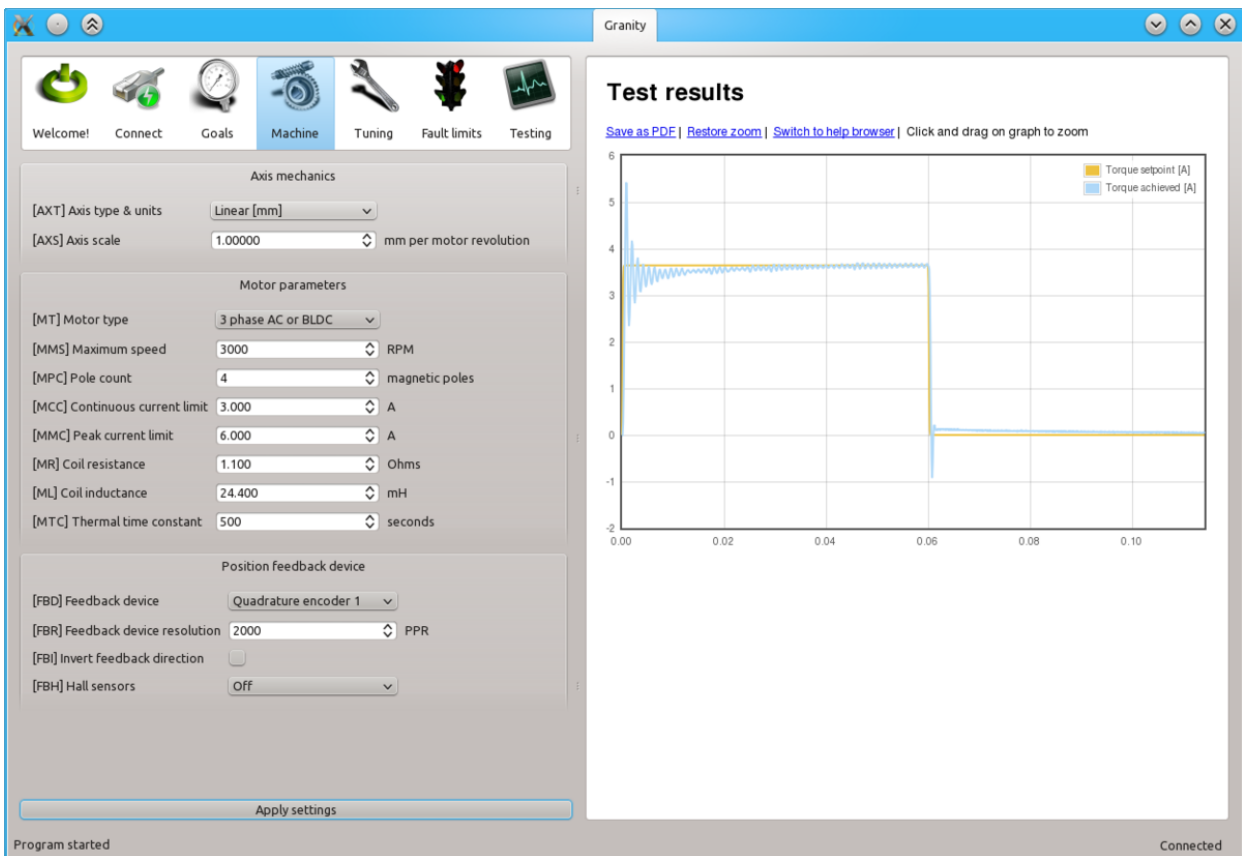 Granity
Welcome! Connect Goals Machine Tuning Fault limits Testing
Axis mechanics
[AXT] Axis type & units Linear [mm]
[AXS] Axis scale 1.00000 mm per motor revolution
Motor parameters
[MT] Motor type 3 phase AC or BLDC
[MMS] Maximum speed 3000 RPM
[MPC] Pole count 4 magnetic poles
[MCC] Continuous current limit 3.000 A
[MMC] Peak current limit 6.000 A
[MR] Coil resistance 1.100 Ohms
[ML] Coil inductance 24.400 mH
[MTC] Thermal time constant 500 seconds
Position feedback device
[FBD] Feedback device Quadrature encoder 1
[FBR] Feedback device resolution 2000 PPR
[FBI] Invert feedback direction
[FBH] Hall sensors Off
Apply settings
Program started
Test results
Save as PDF | Restore zoom | Switch to help browser | Click and drag on graph to zoom
Torque setpoint [A]
Torque achieved [A]
6
5
4
3
2
1
0
-1
-2
0.00 0.02 0.04 0.06 0.08 0.10
Connected